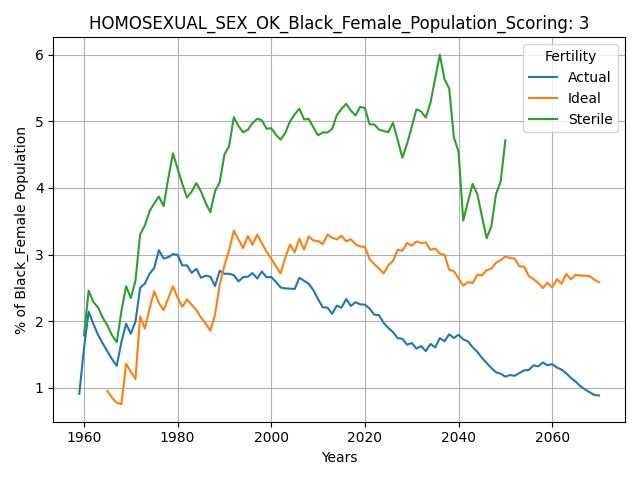 HOMOSEXUAL_SEX_OK_Black_Female_Population_Scoring: 3
% of Black_Female Population
6
5
4
3
2
1
Fertility
Actual
Ideal
Sterile
1960 1980 2000 2020 2040 2060
Years